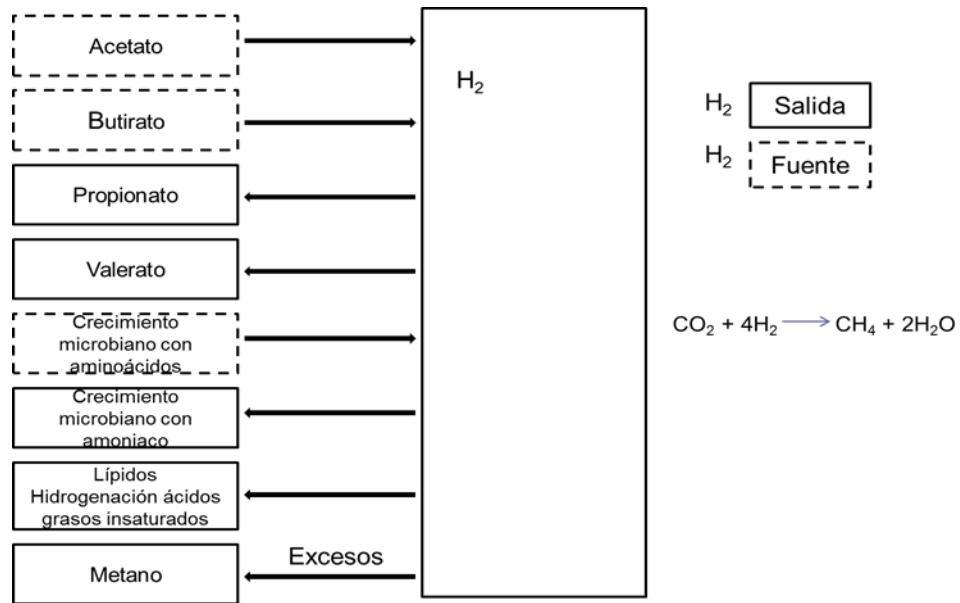 Acetato
Butirato
Propionato
Valerato
Crecimiento
microbiano con
aminoácidos
Crecimiento
microbiano con
amoniaco
Lípidos
Hidrogenación ácidos
grasos insaturados
Metano
Excesos
H₂
H₂ Salida
H₂ Fuente
CO₂ + 4H₂ → CH₄ + 2H₂O